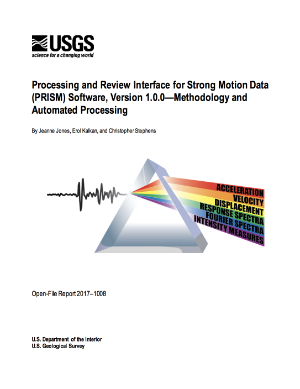 USGS
science for a changing world
Processing and Review Interface for Strong Motion Data
(PRISM) Software, Version 1.0.0—Methodology and
Automated Processing
By Jeanne Jones, Erol Kalkan, and Christopher Stephens
ACCELERATION
VELOCITY
DISPLACEMENT
RESPONSE SPECTRA
FOURIER SPECTRA
INTENSITY MEASURES
Open-File Report 2017–1008
U.S. Department of the Interior
U.S. Geological Survey